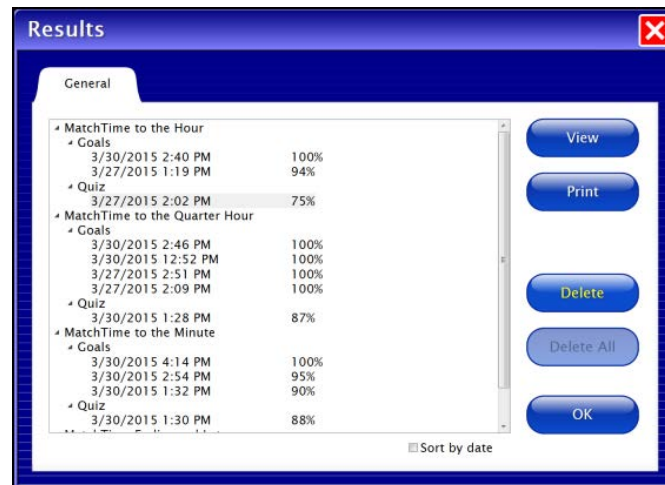 Results
General
MatchTime to the Hour
Goals
3/30/2015 2:40 PM 100%
3/27/2015 1:19 PM 94%
Quiz
3/27/2015 2:02 PM 75%
MatchTime to the Quarter Hour
Goals
3/30/2015 2:46 PM 100%
3/30/2015 12:52 PM 100%
3/27/2015 2:51 PM 100%
3/27/2015 2:09 PM 100%
Quiz
3/30/2015 1:28 PM 87%
MatchTime to the Minute
Goals
3/30/2015 4:14 PM 100%
3/30/2015 2:54 PM 95%
3/30/2015 1:32 PM 90%
Quiz
3/30/2015 1:30 PM 88%
Sort by date
View
Print
Delete
Delete All
OK